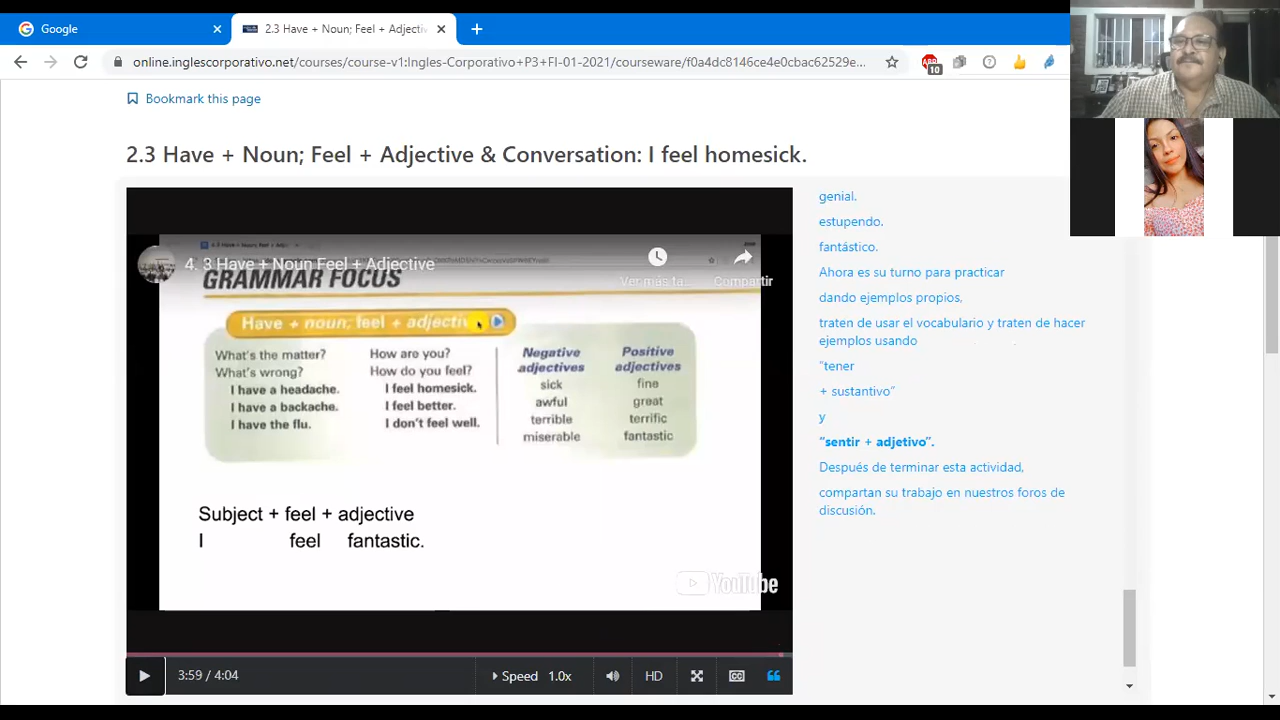 Google
2.3 Have + Noun; Feel + Adjecti
online.inglescorporativo.net/courses/course-v1:Ingles-Corporativo+P3+FI-01-2021/courseware/f0a4dc8146ce4e0cbac62529e...
ABP
10
Bookmark this page
2.3 Have + Noun; Feel + Adjective & Conversation: I feel homesick.
4. 3 Have + Noun Feel + Adjective
Ver más ta...
Compartir
GRAMMAR FOCUS
Have + noun; feel + adjectiv
What's the matter?
What's wrong?
I have a headache.
I have a backache.
I have the flu.
How are you?
How do you feel?
I feel homesick.
I feel better.
I don't feel well.
Negative
adjectives
sick
awful
terrible
miserable
Positive
adjectives
fine
great
terrific
fantastic
Subject + feel + adjective
I feel fantastic.
YouTube
3:59 / 4:04
Speed 1.0x
HD
genial.
estupendo.
fantástico.
Ahora es su turno para practicar
dando ejemplos propios,
traten de usar el vocabulario y traten de hacer
ejemplos usando
"tener
+ sustantivo"
y
"sentir + adjetivo".
Después de terminar esta actividad,
compartan su trabajo en nuestros foros de
discusión.